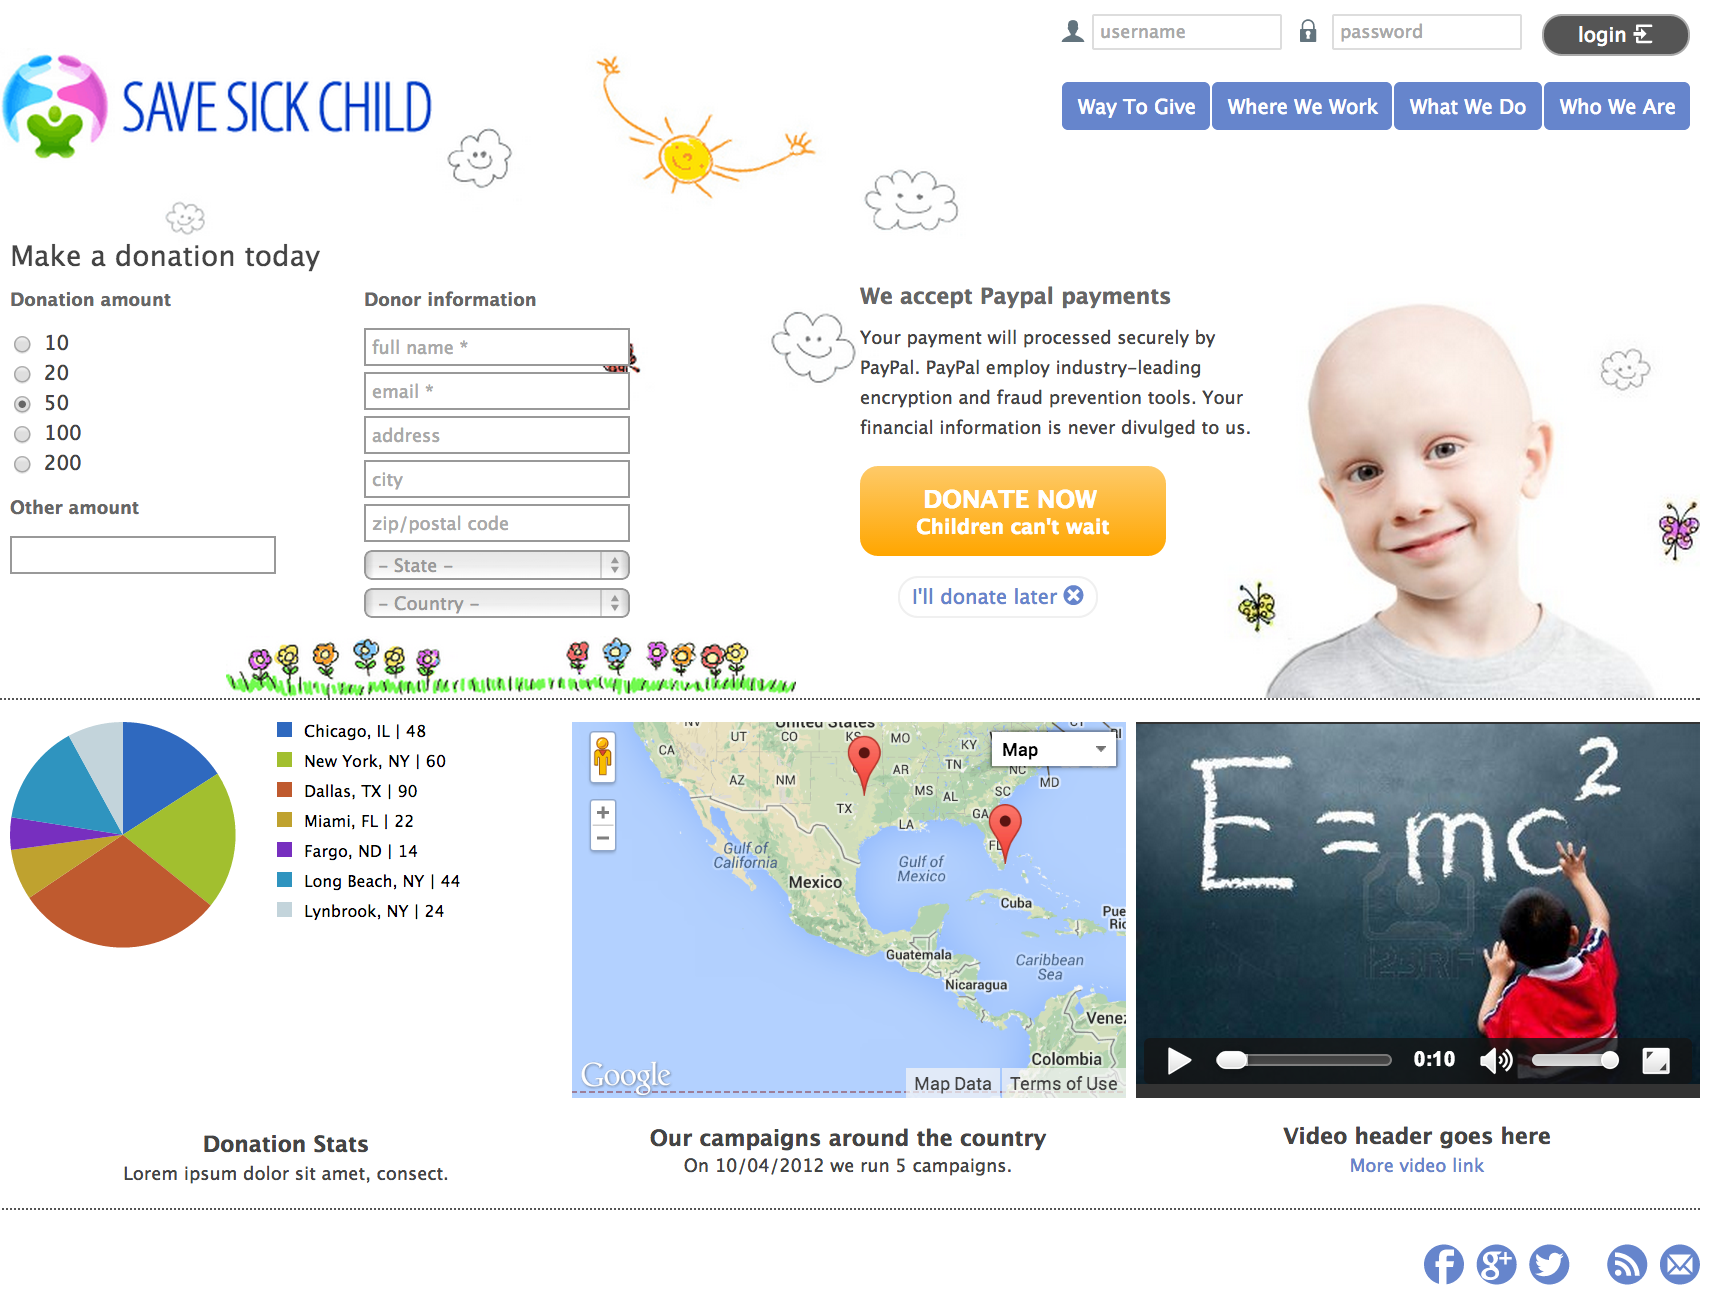 username
password
login
SAVE SICK CHILD
Way To Give
Where We Work
What We Do
Who We Are
Make a donation today
Donation amount
10
20
50
100
200
Other amount
Donor information
full name *
email *
address
city
zip/postal code
- State -
- Country -
We accept Paypal payments
Your payment will processed securely by
PayPal. PayPal employ industry-leading
encryption and fraud prevention tools. Your
financial information is never divulged to us.
DONATE NOW
Children can't wait
I'll donate later
Chicago, IL | 48
New York, NY | 60
Dallas, TX | 90
Miami, FL | 22
Fargo, ND | 14
Long Beach, NY | 44
Lynbrook, NY | 24
United States
NV
UT
CO
KS
MO
KY
CT
CA
AZ
NM
AR
TN
NC
MD
TX
MS
AL
SC
GA
LA
FL
Map
Gulf of
California
Gulf of
Mexico
Mexico
Cuba
Pue
Ric
Guatemala
Caribbean
Sea
Nicaragua
Venez
Colombia
Google
Map Data
Terms of Use
E=mc2
123RF
0:10
Donation Stats
Lorem ipsum dolor sit amet, consect.
Our campaigns around the country
On 10/04/2012 we run 5 campaigns.
Video header goes here
More video link